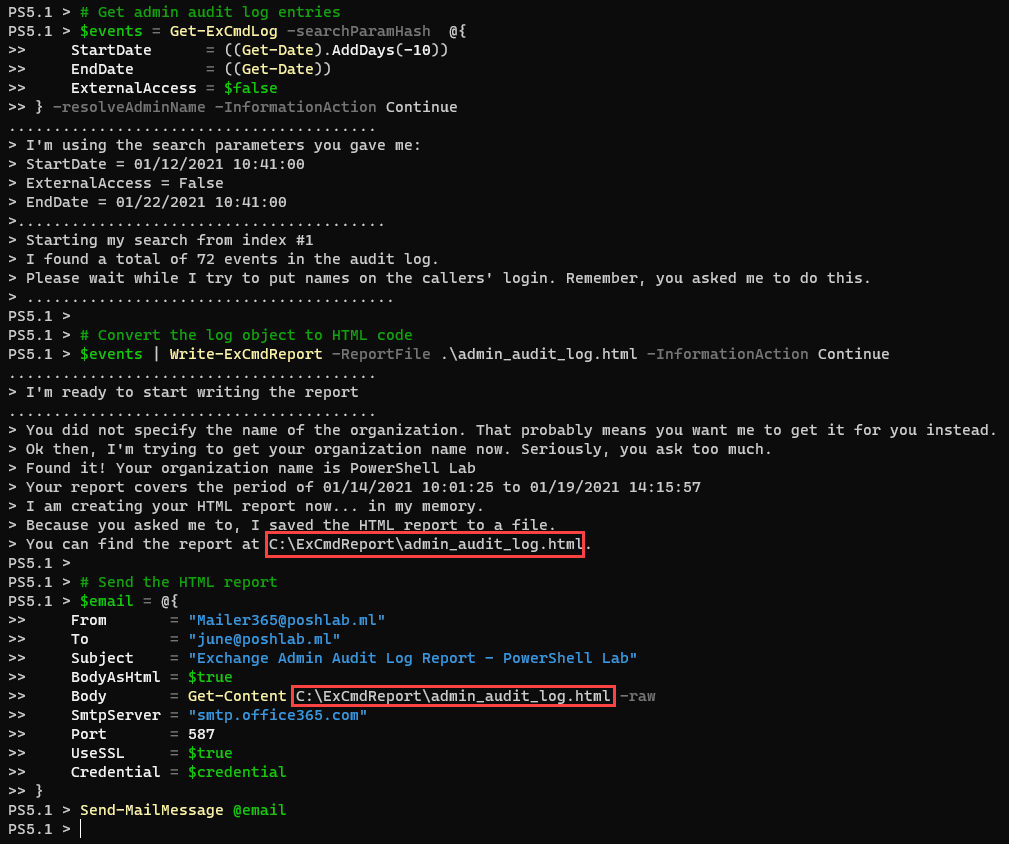 PS5.1 > # Get admin audit log entries
PS5.1 > $events = Get-ExCmdLog -searchParamHash  @{
>>     StartDate      = ((Get-Date).AddDays(-10))
>>     EndDate        = ((Get-Date))
>>     ExternalAccess = $false
>> } -resolveAdminName -InformationAction Continue
.........................................
> I'm using the search parameters you gave me:
> StartDate = 01/12/2021 10:41:00
> ExternalAccess = False
> EndDate = 01/22/2021 10:41:00
>.........................................
> Starting my search from index #1
> I found a total of 72 events in the audit log.
> Please wait while I try to put names on the callers' login. Remember, you asked me to do this.
> .........................................
PS5.1 >
PS5.1 > # Convert the log object to HTML code
PS5.1 > $events | Write-ExCmdReport -ReportFile .\admin_audit_log.html -InformationAction Continue
.........................................
> I'm ready to start writing the report
.........................................
> You did not specify the name of the organization. That probably means you want me to get it for you instead.
> Ok then, I'm trying to get your organization name now. Seriously, you ask too much.
> Found it! Your organization name is PowerShell Lab
> Your report covers the period of 01/14/2021 10:01:25 to 01/19/2021 14:15:57
> I am creating your HTML report now... in my memory.
> Because you asked me to, I saved the HTML report to a file.
> You can find the report at C:\ExCmdReport\admin_audit_log.html.
PS5.1 >
PS5.1 > # Send the HTML report
PS5.1 > $email = @{
>>     From       = "Mailer365@poshlab.ml"
>>     To         = "june@poshlab.ml"
>>     Subject    = "Exchange Admin Audit Log Report - PowerShell Lab"
>>     BodyAsHtml = $true
>>     Body       = Get-Content C:\ExCmdReport\admin_audit_log.html -raw
>>     SmtpServer = "smtp.office365.com"
>>     Port       = 587
>>     UseSSL     = $true
>>     Credential = $credential
>> }
PS5.1 > Send-MailMessage @email
PS5.1 >